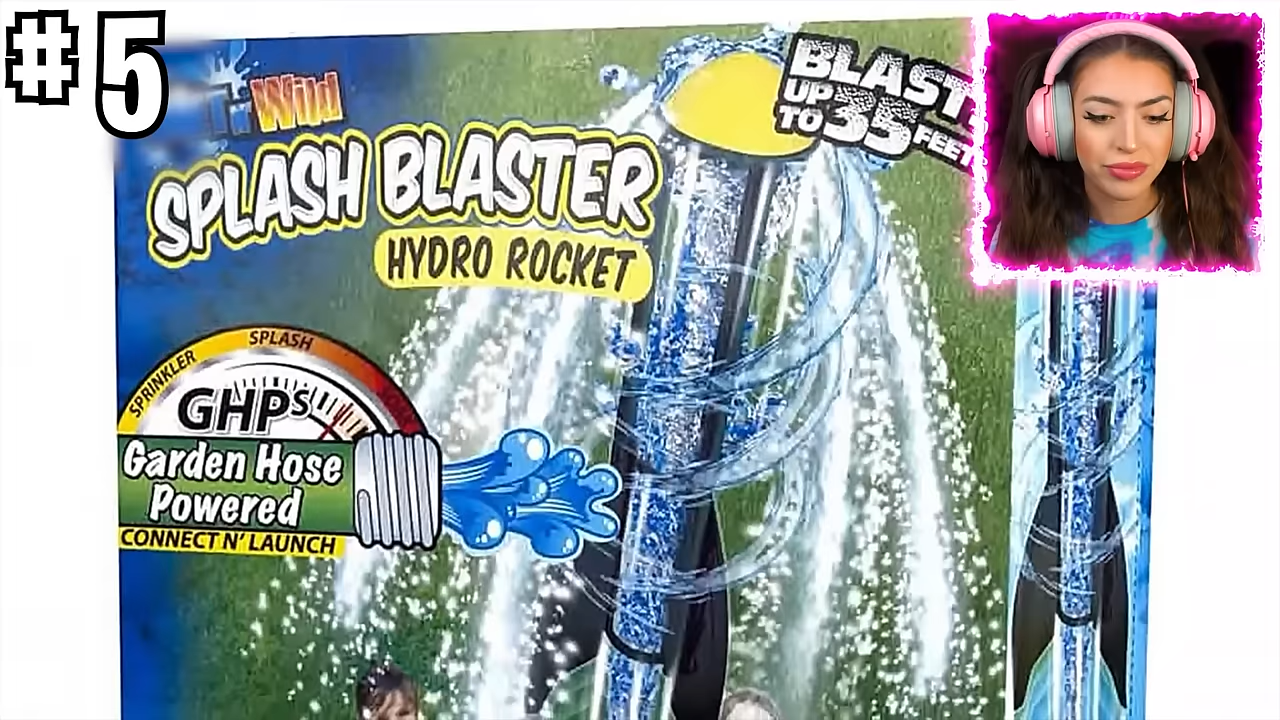 #5
Wild
SPLASH BLASTER
HYDRO ROCKET
BLAST
UP
TO 35
FEET
SPRINKLER SPLASH
GHPS
Garden Hose
Powered
CONNECT N' LAUNCH